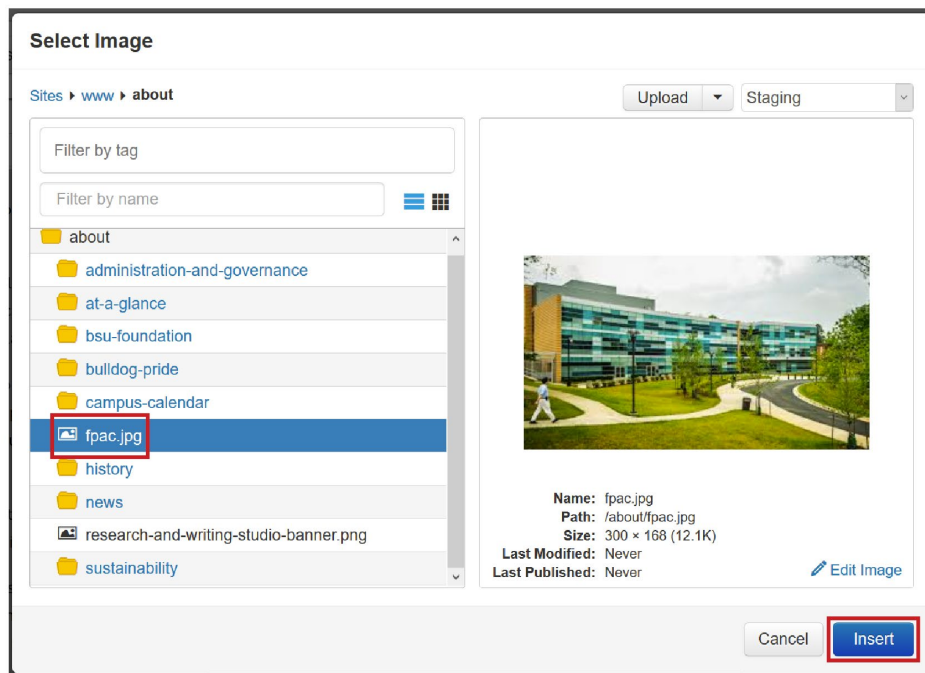 Select Image
Sites www about
Upload
Staging
Filter by tag
Filter by name
about
administration-and-governance
at-a-glance
bsu-foundation
bulldog-pride
campus-calendar
fpac.jpg
history
news
research-and-writing-studio-banner.png
sustainability
Name: fpac.jpg
Path: /about/fpac.jpg
Size: 300 × 168 (12.1K)
Last Modified: Never
Last Published: Never
Edit Image
Cancel
Insert